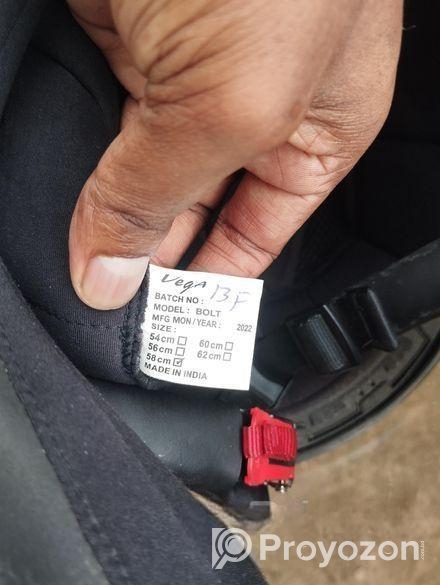 Vega
BATCH NO : 13F
MODEL : BOLT
MFG MON/YEAR : 2022
SIZE :
54cm☐ 60cm☐
56cm☐ 62cm☐
58cm☑
MADE IN INDIA
Proyozon